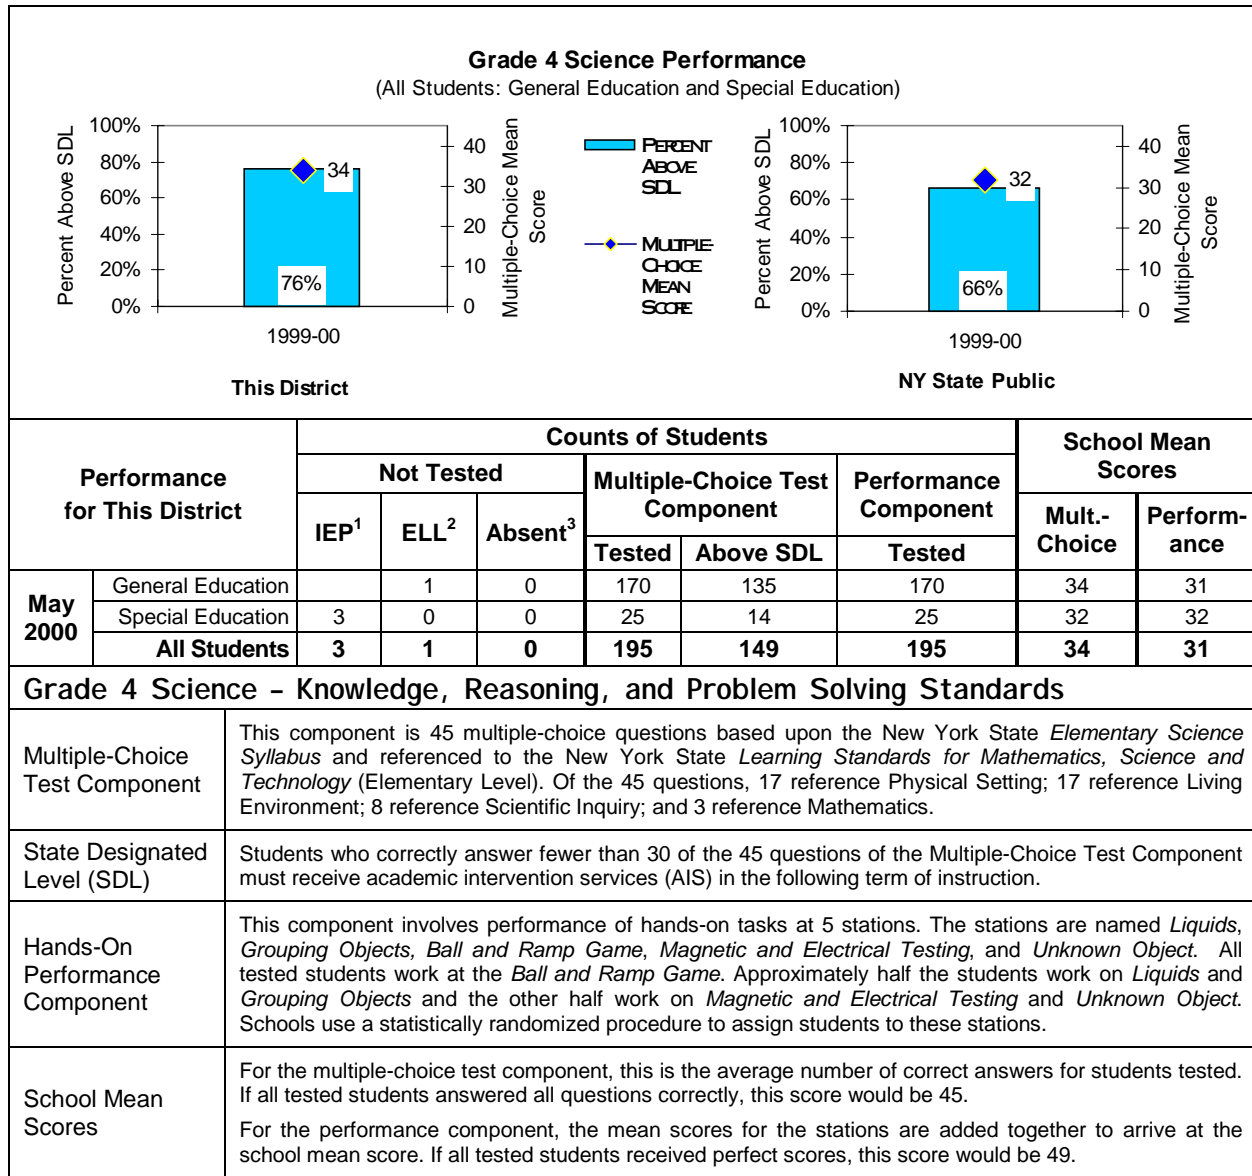 Grade 4 Science Performance
(All Students: General Education and Special Education)
Percent Above SDL
100%
80%
60%
40%
20%
0%
34
76%
40
30
20
10
0
Multiple-Choice Mean
Score
1999-00
This District
PERCENT
ABOVE
SDL
MULTIPLE-
CHOICE
MEAN
SCORE
Percent Above SDL
100%
80%
60%
40%
20%
0%
32
66%
40
30
20
10
0
Multiple-Choice Mean
Score
1999-00
NY State Public
Performance
for This District
Counts of Students
School Mean
Scores
Not Tested
Multiple-Choice Test
Component
Performance
Component
IEP1 ELL2 Absent3
Mult.-
Choice
Perform-
ance
Tested Above SDL Tested
May
2000
General Education 1 0 170 135 170 34 31
Special Education 3 0 0 25 14 25 32 32
All Students 3 1 0 195 149 195 34 31
Grade 4 Science – Knowledge, Reasoning, and Problem Solving Standards
Multiple-Choice
Test Component
This component is 45 multiple-choice questions based upon the New York State Elementary Science
Syllabus and referenced to the New York State Learning Standards for Mathematics, Science and
Technology (Elementary Level). Of the 45 questions, 17 reference Physical Setting; 17 reference Living
Environment; 8 reference Scientific Inquiry; and 3 reference Mathematics.
State Designated
Level (SDL)
Students who correctly answer fewer than 30 of the 45 questions of the Multiple-Choice Test Component
must receive academic intervention services (AIS) in the following term of instruction.
Hands-On
Performance
Component
This component involves performance of hands-on tasks at 5 stations. The stations are named Liquids,
Grouping Objects, Ball and Ramp Game, Magnetic and Electrical Testing, and Unknown Object. All
tested students work at the Ball and Ramp Game. Approximately half the students work on Liquids and
Grouping Objects and the other half work on Magnetic and Electrical Testing and Unknown Object.
Schools use a statistically randomized procedure to assign students to these stations.
School Mean
Scores
For the multiple-choice test component, this is the average number of correct answers for students tested.
If all tested students answered all questions correctly, this score would be 45.
For the performance component, the mean scores for the stations are added together to arrive at the
school mean score. If all tested students received perfect scores, this score would be 49.